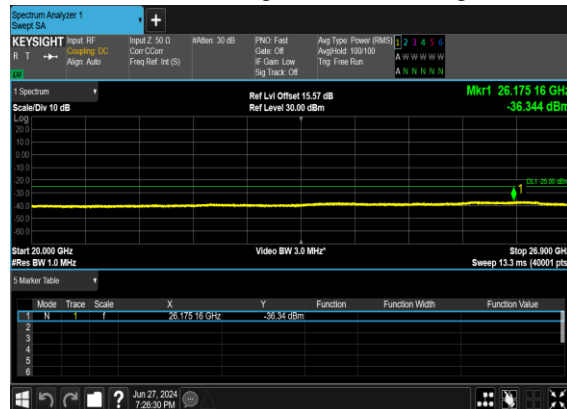 Spectrum Analyzer 1
Swept SA
+
KEYSIGHT Input: RF Input Z: 50 Ω #Atten: 30 dB PNO: Fast Avg Type: Power (RMS) 1 2 3 4 5 6
R T Coupling: DC Corr CCorr Gate: Off Avg|Hold: 100/100 A W W W W W
Align: Auto Freq Ref: Int (S) IF Gain: Low Trig: Free Run
Sig Track: Off A N N N N N
1 Spectrum Ref Lvl Offset 15.57 dB Mkr1 26.175 16 GHz
Scale/Div 10 dB Ref Level 30.00 dBm -36.344 dBm
Log
20.0
10.0
0.00
-10.0
-20.0
DL1 -25.00 dBm
1
-30.0
-40.0
-50.0
-60.0
Start 20.000 GHz Video BW 3.0 MHz* Stop 26.900 GHz
#Res BW 1.0 MHz Sweep 13.3 ms (40001 pts)
5 Marker Table
Mode Trace Scale X Y Function Function Width Function Value
1 N 1 f 26.175 16 GHz -36.34 dBm
2
3
4
5
6
? Jun 27, 2024
7:26:30 PM